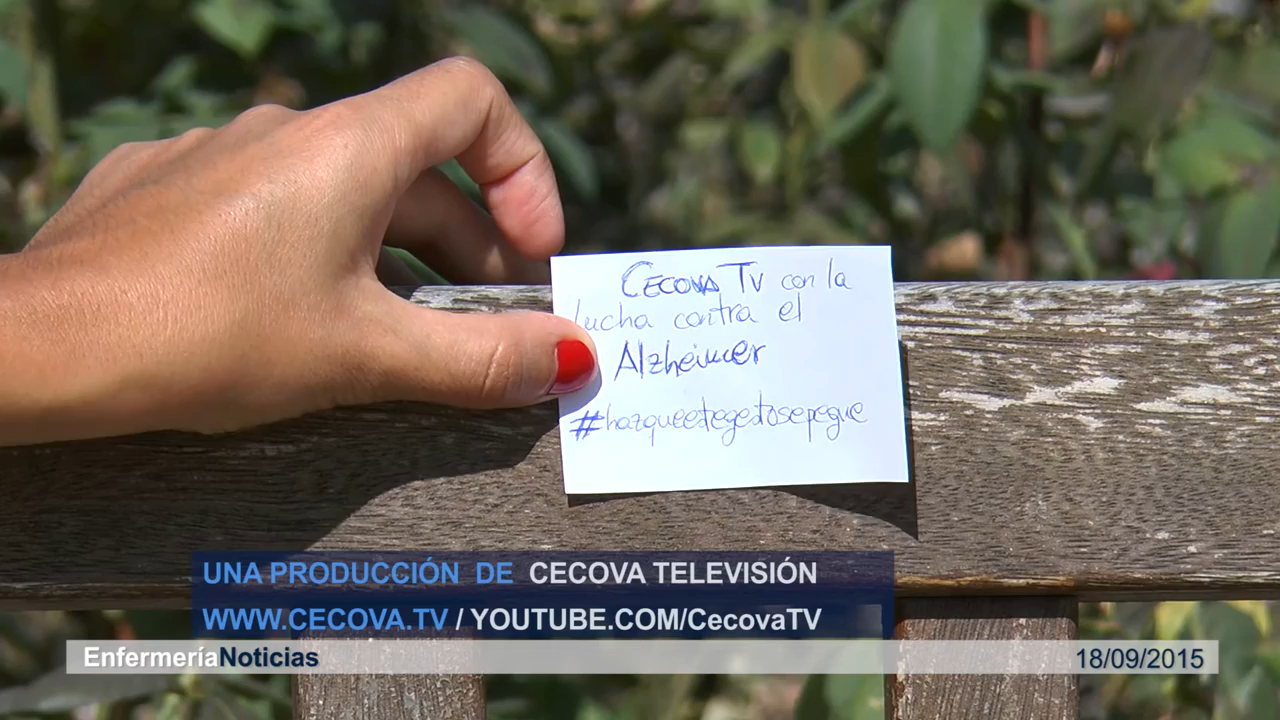 CECOVA TV con la
lucha contra el
Alzheimer
#hazqueestegestosepegue
UNA PRODUCCIÓN DE CECOVA TELEVISIÓN
WWW.CECOVA.TV / YOUTUBE.COM/CecovaTV
EnfermeríaNoticias
18/09/2015